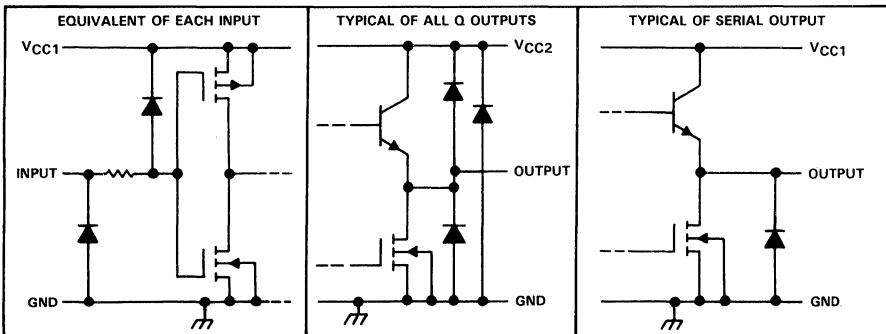 EQUIVALENT OF EACH INPUT
VCC1
INPUT
GND
TYPICAL OF ALL Q OUTPUTS
VCC2
OUTPUT
GND
TYPICAL OF SERIAL OUTPUT
VCC1
OUTPUT
GND